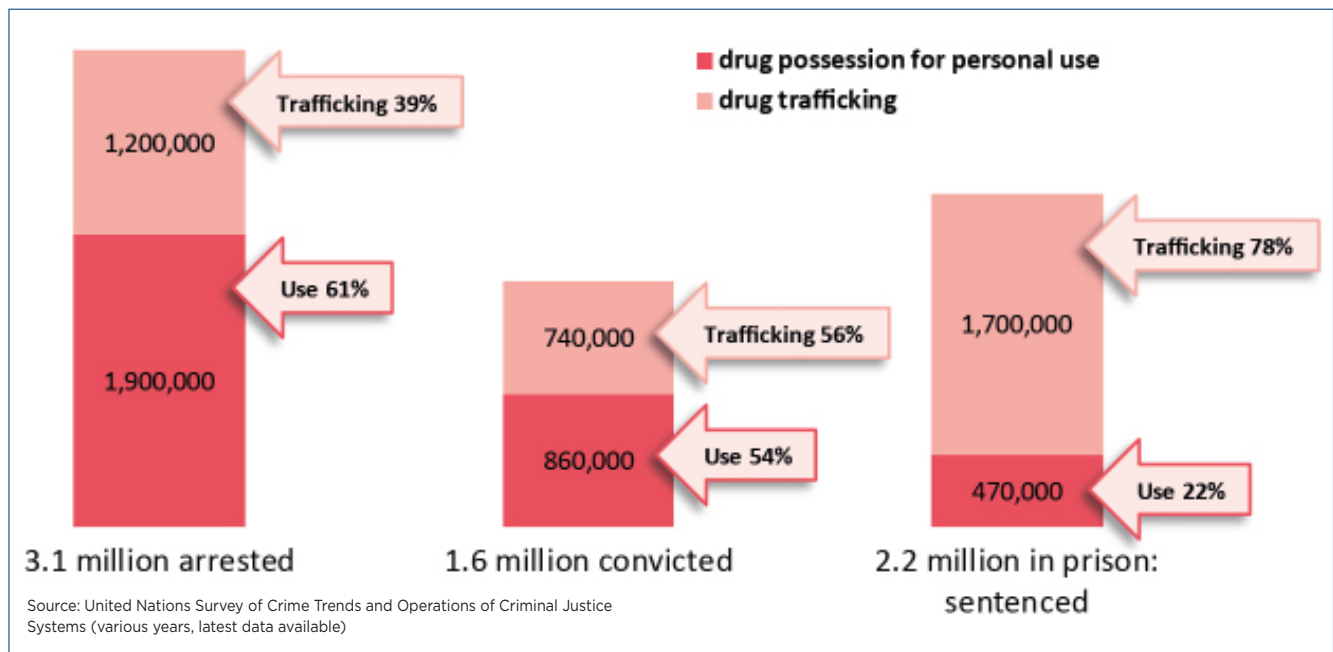 drug possession for personal use
drug trafficking
Trafficking 39%
1,200,000
Use 61%
1,900,000
3.1 million arrested
Trafficking 56%
740,000
Use 54%
860,000
1.6 million convicted
Trafficking 78%
1,700,000
Use 22%
470,000
2.2 million in prison:
sentenced
Source: United Nations Survey of Crime Trends and Operations of Criminal Justice
Systems (various years, latest data available)